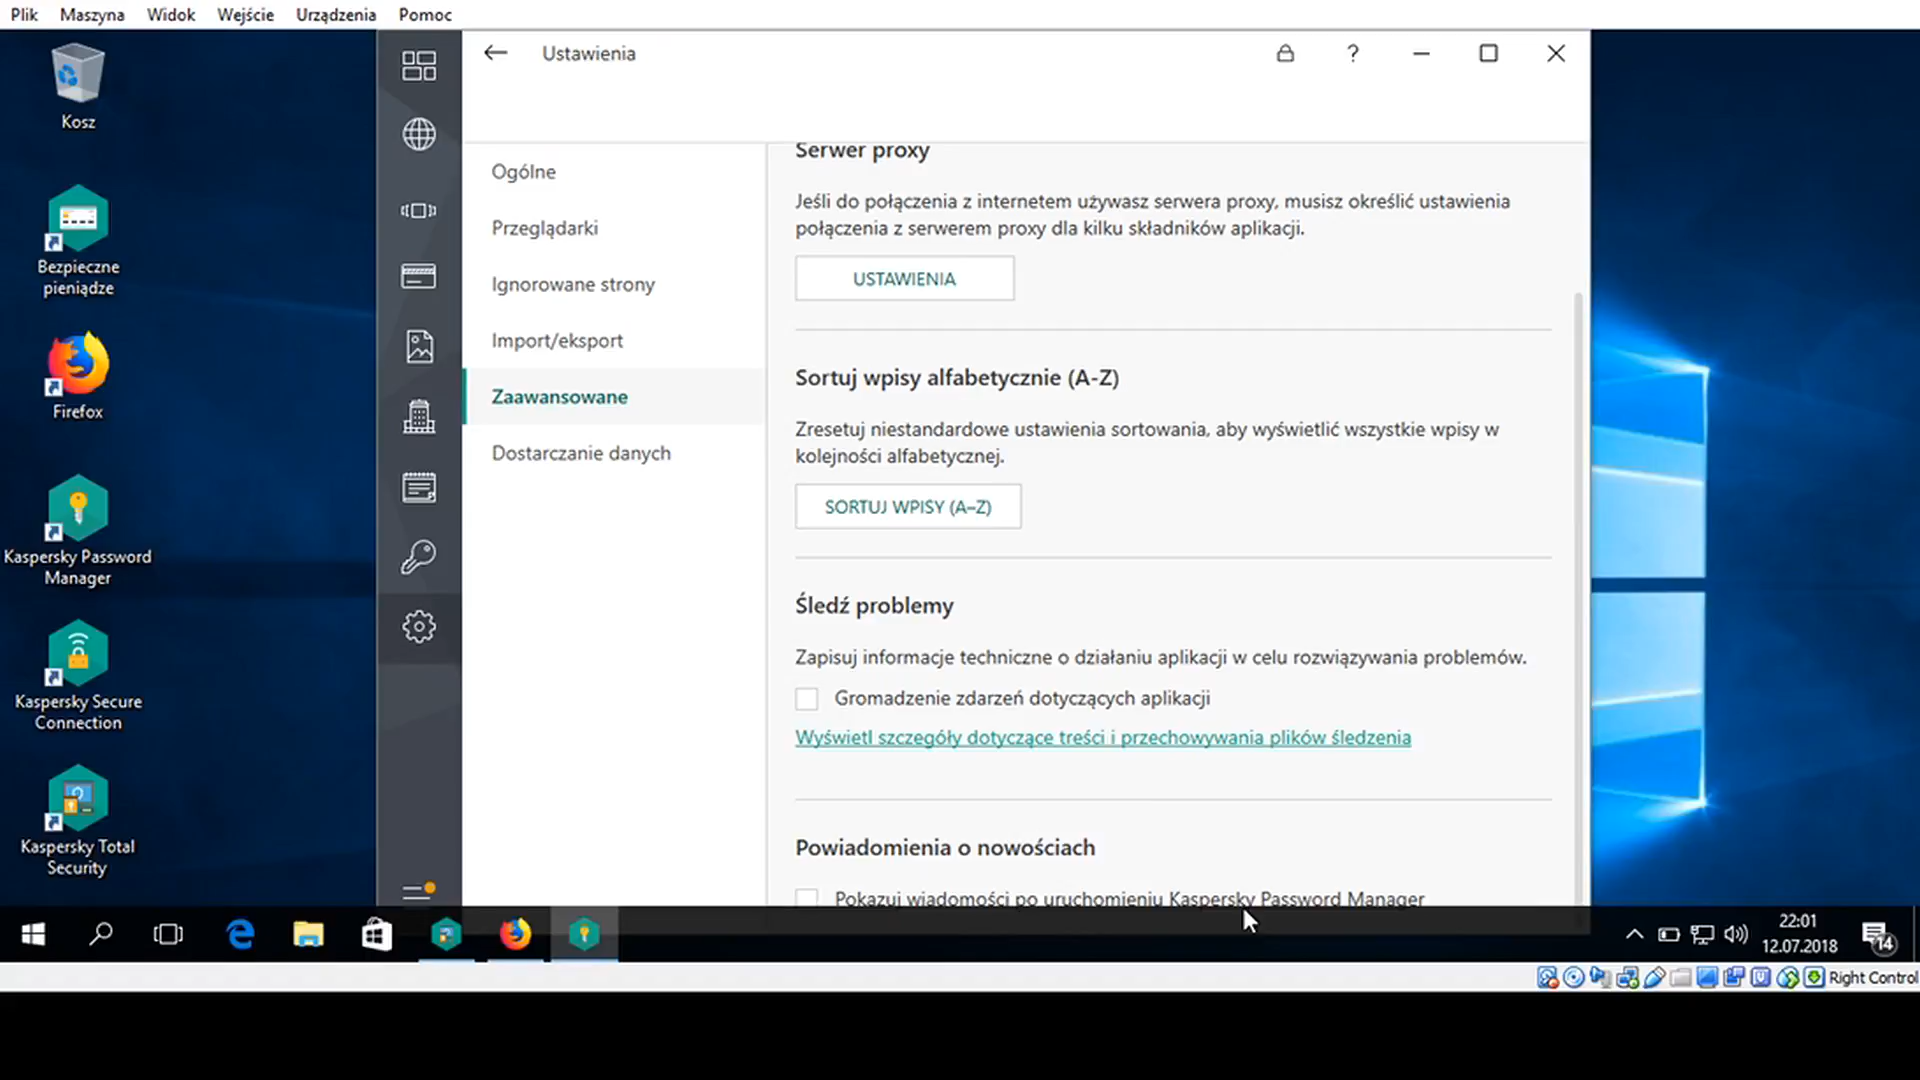 Plik Maszyna Widok Wejście Urządzenia Pomoc
Kosz
Bezpieczne
pieniądze
Firefox
Kaspersky Password
Manager
Kaspersky Secure
Connection
Kaspersky Total
Security
Ustawienia
Ogólne
Przeglądarki
Ignorowane strony
Import/eksport
Zaawansowane
Dostarczanie danych
Serwer proxy
Jeśli do połączenia z internetem używasz serwera proxy, musisz określić ustawienia
połączenia z serwerem proxy dla kilku składników aplikacji.
USTAWIENIA
Sortuj wpisy alfabetycznie (A-Z)
Zresetuj niestandardowe ustawienia sortowania, aby wyświetlić wszystkie wpisy w
kolejności alfabetycznej.
SORTUJ WPISY (A–Z)
Śledź problemy
Zapisuj informacje techniczne o działaniu aplikacji w celu rozwiązywania problemów.
Gromadzenie zdarzeń dotyczących aplikacji
Wyświetl szczegóły dotyczące treści i przechowywania plików śledzenia
Powiadomienia o nowościach
Pokazuj wiadomości po uruchomieniu Kaspersky Password Manager
22:01
12.07.2018
14
Right Control